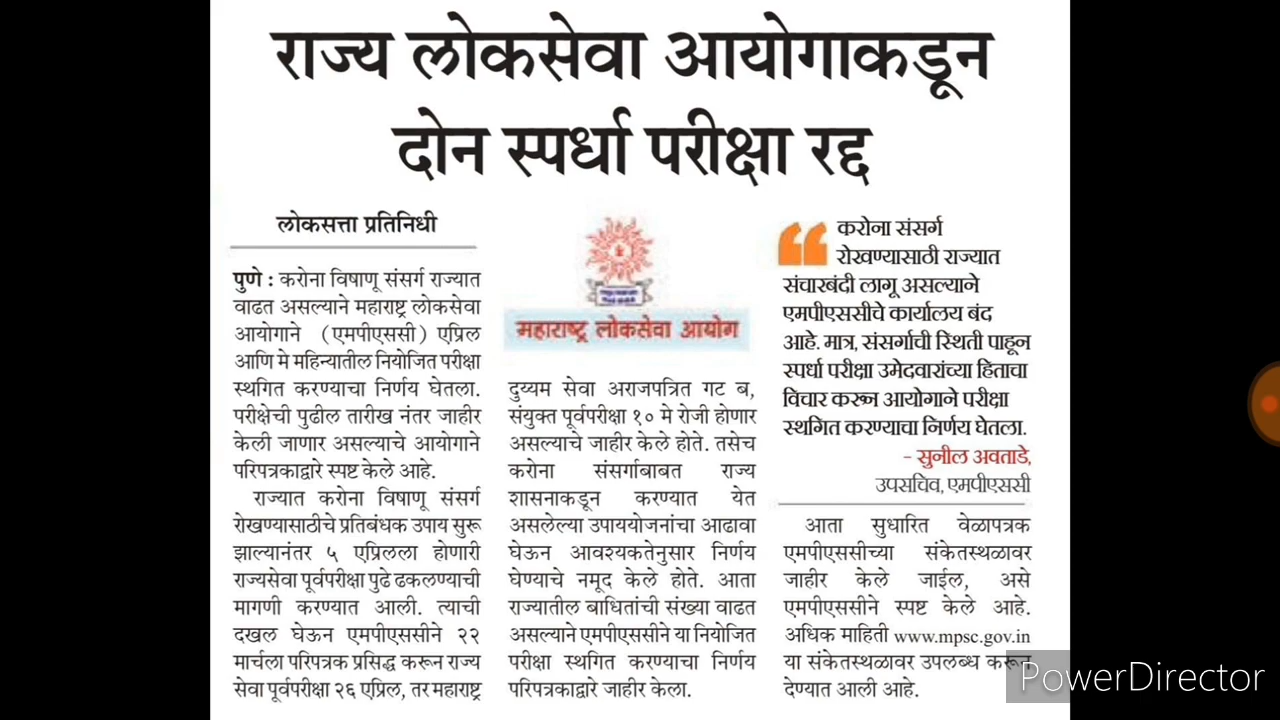 राज्य लोकसेवा आयोगाकडून
दोन स्पर्धा परीक्षा रद्द
लोकसत्ता प्रतिनिधी
पुणे : करोना विषाणू संसर्ग राज्यात
वाढत असल्याने महाराष्ट्र लोकसेवा
आयोगाने (एमपीएससी) एप्रिल
आणि मे महिन्यातील नियोजित परीक्षा
स्थगित करण्याचा निर्णय घेतला.
परीक्षेची पुढील तारीख नंतर जाहीर
केली जाणार असल्याचे आयोगाने
परिपत्रकाद्वारे स्पष्ट केले आहे.
राज्यात करोना विषाणू संसर्ग
रोखण्यासाठीचे प्रतिबंधक उपाय सुरू
झाल्यानंतर ५ एप्रिलला होणारी
राज्यसेवा पूर्वपरीक्षा पुढे ढकलण्याची
मागणी करण्यात आली. त्याची
दखल घेऊन एमपीएससीने २२
मार्चला परिपत्रक प्रसिद्ध करून राज्य
सेवा पूर्वपरीक्षा २६ एप्रिल, तर महाराष्ट्र
महाराष्ट्र लोकसेवा आयोग
दुय्यम सेवा अराजपत्रित गट ब,
संयुक्त पूर्वपरीक्षा १० मे रोजी होणार
असल्याचे जाहीर केले होते. तसेच
करोना संसर्गाबाबत राज्य
शासनाकडून करण्यात येत
असलेल्या उपाययोजनांचा आढावा
घेऊन आवश्यकतेनुसार निर्णय
घेण्याचे नमूद केले होते. आता
राज्यातील बाधितांची संख्या वाढत
असल्याने एमपीएससीने या नियोजित
परीक्षा स्थगित करण्याचा निर्णय
परिपत्रकाद्वारे जाहीर केला.
करोना संसर्ग
रोखण्यासाठी राज्यात
संचारबंदी लागू असल्याने
एमपीएससीचे कार्यालय बंद
आहे. मात्र, संसर्गाची स्थिती पाहून
स्पर्धा परीक्षा उमेदवारांच्या हिताचा
विचार करून आयोगाने परीक्षा
स्थगित करण्याचा निर्णय घेतला.
- सुनील अवताडे,
उपसचिव, एमपीएससी
आता सुधारित वेळापत्रक
एमपीएससीच्या संकेतस्थळावर
जाहीर केले जाईल, असे
एमपीएससीने स्पष्ट केले आहे.
अधिक माहिती www.mpsc.gov.in
या संकेतस्थळावर उपलब्ध करून
देण्यात आली आहे.
PowerDirector